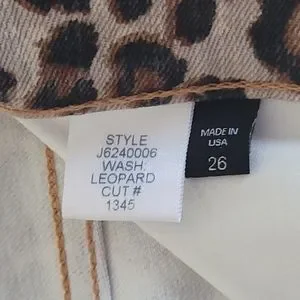 STYLE
J6240006
WASH:
LEOPARD
CUT #
1345
MADE IN
USA
26